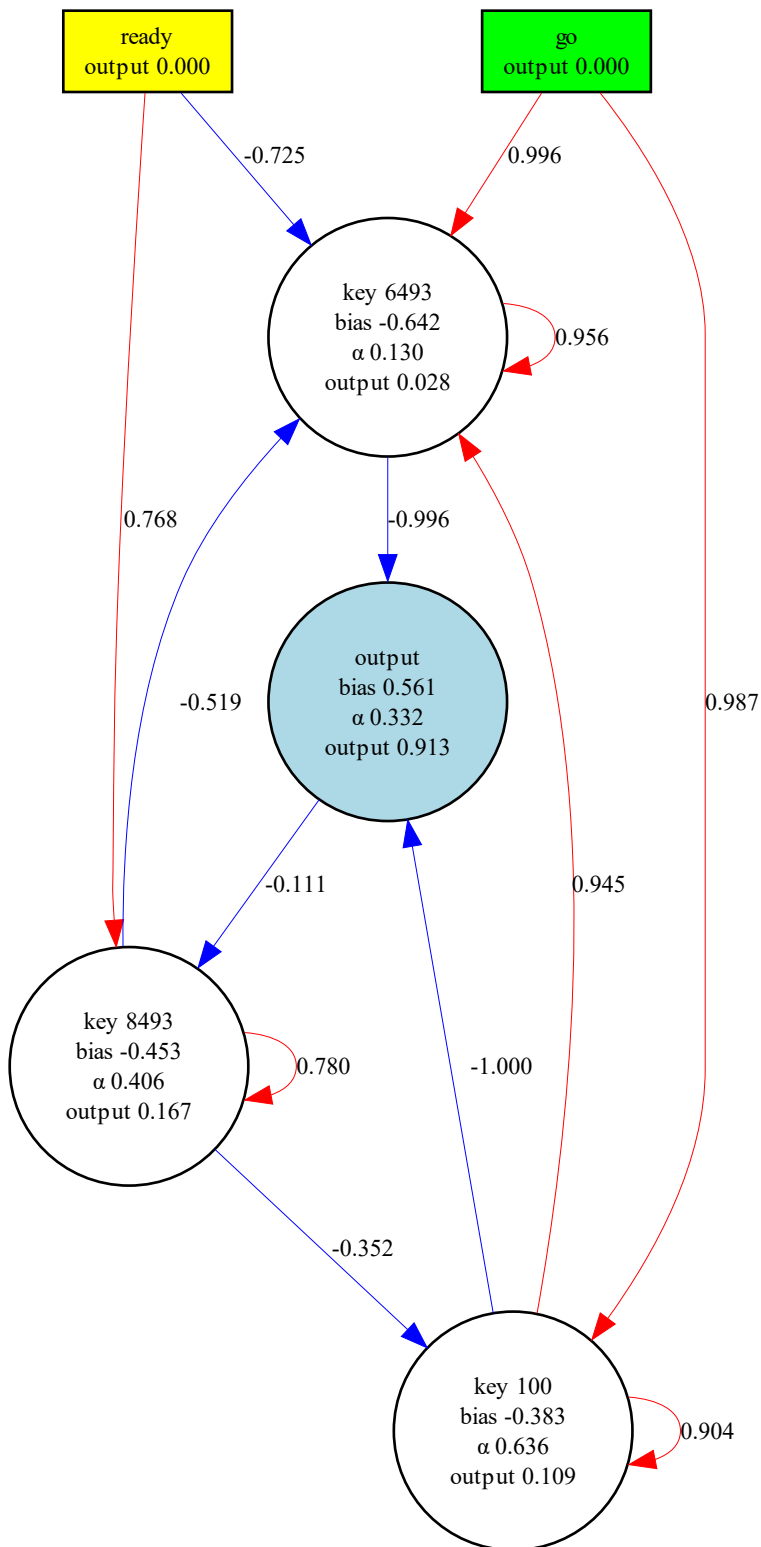 ready
output 0.000
go
output 0.000
-0.725
0.996
key 6493
bias -0.642
α 0.130
output 0.028
0.956
0.768
-0.996
-0.519
output
bias 0.561
α 0.332
output 0.913
0.987
-0.111
0.945
key 8493
bias -0.453
α 0.406
output 0.167
0.780
-1.000
-0.352
key 100
bias -0.383
α 0.636
output 0.109
0.904